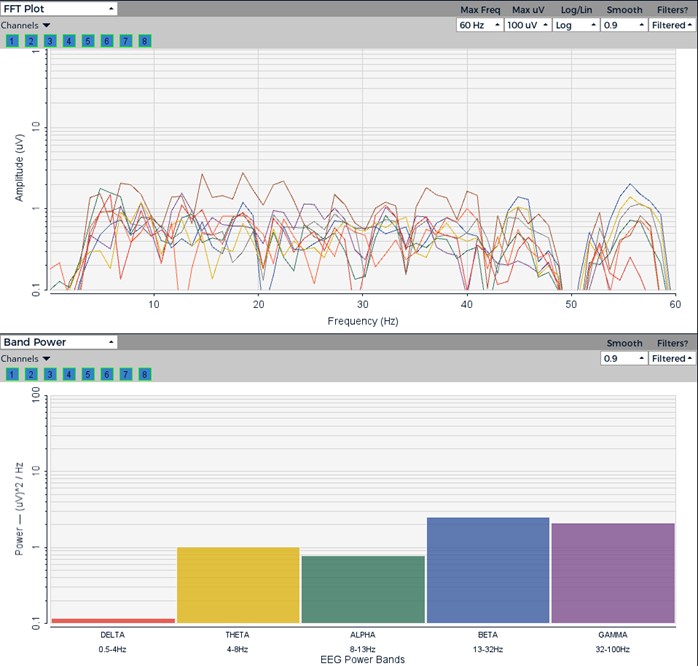 FFT Plot
Max Freq Max uV Log/Lin Smooth Filters?
Channels 60 Hz 100 uV Log 0.9 Filtered
1 2 3 4 5 6 7 8
Amplitude (uV)
1
10
1
0.1
10 20 30 40 50 60
Frequency (Hz)
Band Power
Smooth Filters?
Channels 0.9 Filtered
1 2 3 4 5 6 7 8
Power — (uV)^2 / Hz
100
10
1
0.1
DELTA THETA ALPHA BETA GAMMA
0.5-4Hz 4-8Hz 8-13Hz 13-32Hz 32-100Hz
EEG Power Bands